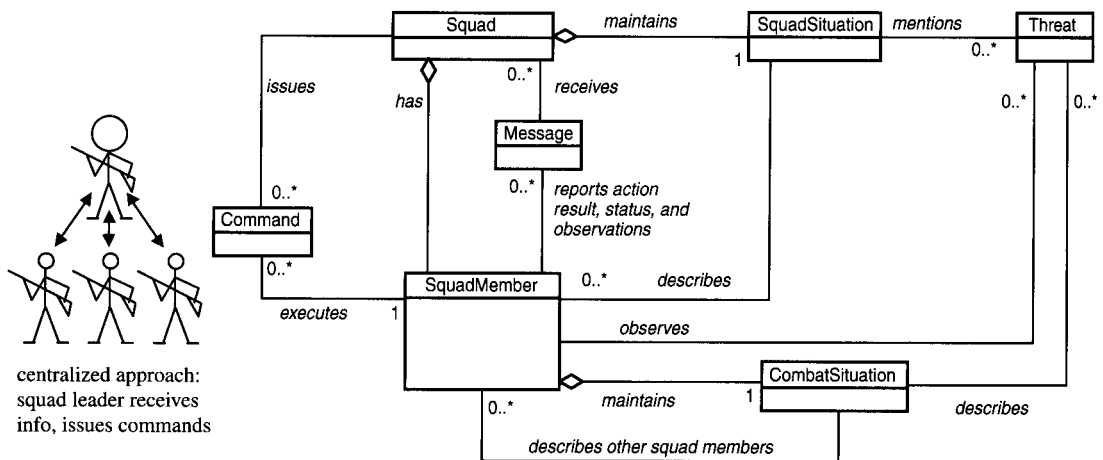 Squad
maintains
SquadSituation
mentions
Threat
1
0..*
issues
has
0..*
receives
0..*
0..*
Message
0..*
reports action
result, status, and
observations
0..*
Command
0..*
SquadMember
0..*
describes
executes
1
observes
CombatSituation
maintains
1
describes
0..*
describes other squad members
centralized approach:
squad leader receives
info, issues commands